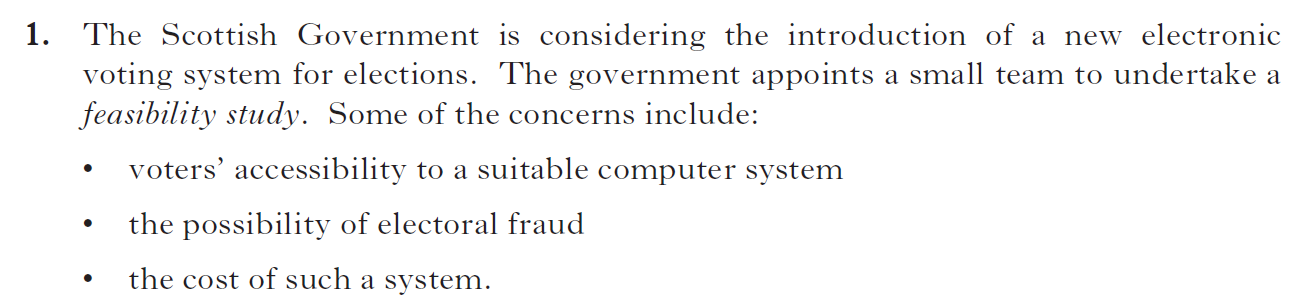 1. The Scottish Government is considering the introduction of a new electronic
voting system for elections. The government appoints a small team to undertake a
feasibility study. Some of the concerns include:
• voters’ accessibility to a suitable computer system
• the possibility of electoral fraud
• the cost of such a system.